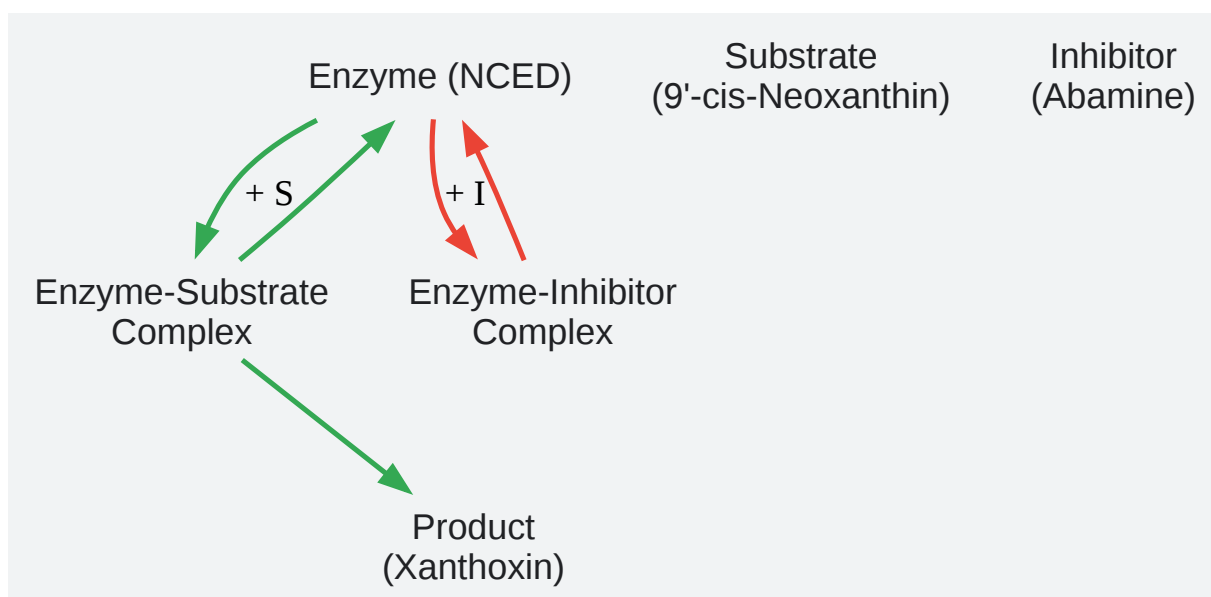 Enzyme (NCED)
Substrate
(9'-cis-Neoxanthin)
Inhibitor
(Abamine)
+ S
+ I
Enzyme-Substrate
Complex
Enzyme-Inhibitor
Complex
Product
(Xanthoxin)